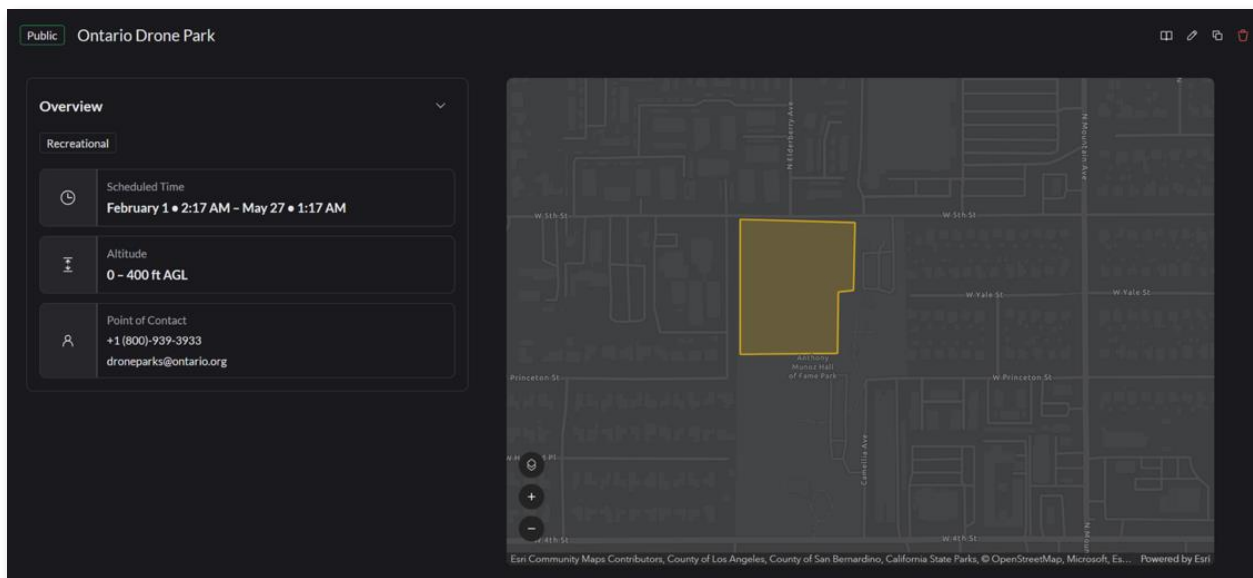 Public Ontario Drone Park
Overview
Recreational
Scheduled Time
February 1 • 2:17 AM – May 27 • 1:17 AM
Altitude
0 – 400 ft AGL
Point of Contact
+1 (800)-939-3933
droneparks@ontario.org
N Elderberry Ave
N Mountain Ave
W 5th St
W 5th St
W Yale St
W Yale St
Anthony
Munoz Hall
of Fame Park
Princeton St
W Princeton St
Camellia Ave
W 4th St
W 4th St
N Moun
Esri Community Maps Contributors, County of Los Angeles, County of San Bernardino, California State Parks, © OpenStreetMap, Microsoft, Es... Powered by Esri